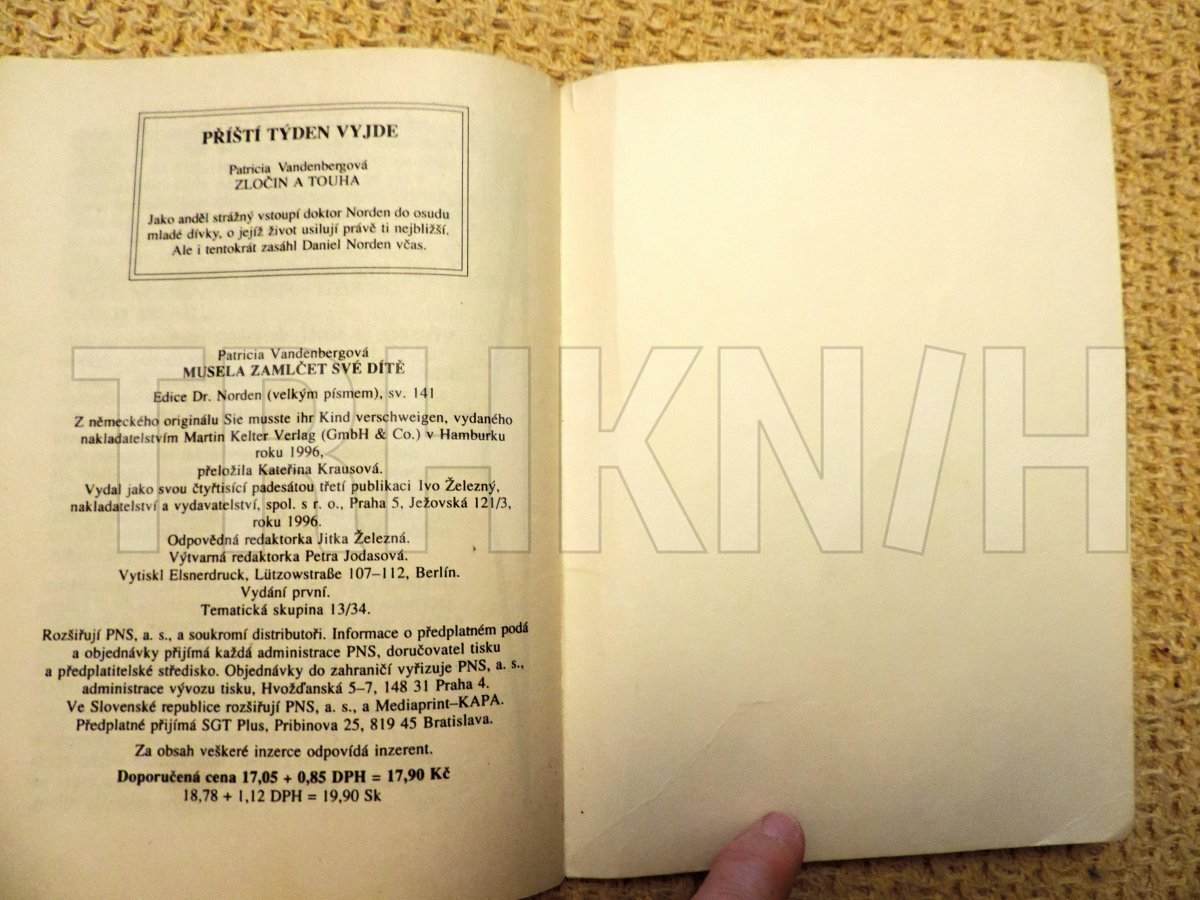 PŘÍŠTÍ TÝDEN VYJDE
Patricia Vandenbergová
ZLOČIN A TOUHA
Jako anděl strážný vstoupí doktor Norden do osudu
mladé dívky, o jejíž život usilují právě ti nejbližší.
Ale i tentokrát zasáhl Daniel Norden včas.
Patricia Vandenbergová
MUSELA ZAMLČET SVÉ DÍTĚ
Edice Dr. Norden (velkým písmem), sv. 141
Z německého originálu Sie musste ihr Kind verschweigen, vydaného
nakladatelstvím Martin Kelter Verlag (GmbH & Co.) v Hamburku
roku 1996,
přeložila Kateřina Krausová.
Vydal jako svou čtyřtisící padesátou třetí publikaci Ivo Železný,
nakladatelství a vydavatelství, spol. s r. o., Praha 5, Ježovská 121/3,
roku 1996.
Odpovědná redaktorka Jitka Železná.
Výtvarná redaktorka Petra Jodasová.
Vytiskl Elsnerdruck, Lützowstraße 107–112, Berlín.
Vydání první.
Tematická skupina 13/34.
Rozšiřují PNS, a. s., a soukromí distributoři. Informace o předplatném podá
a objednávky přijímá každá administrace PNS, doručovatel tisku
a předplatitelské středisko. Objednávky do zahraničí vyřizuje PNS, a. s.,
administrace vývozu tisku, Hvožďanská 5–7, 148 31 Praha 4.
Ve Slovenské republice rozšiřují PNS, a. s., a Mediaprint–KAPA.
Předplatné přijímá SGT Plus, Pribinova 25, 819 45 Bratislava.
Za obsah veškeré inzerce odpovídá inzerent.
Doporučená cena 17,05 + 0,85 DPH = 17,90 Kč
18,78 + 1,12 DPH = 19,90 Sk
TRHKNIH